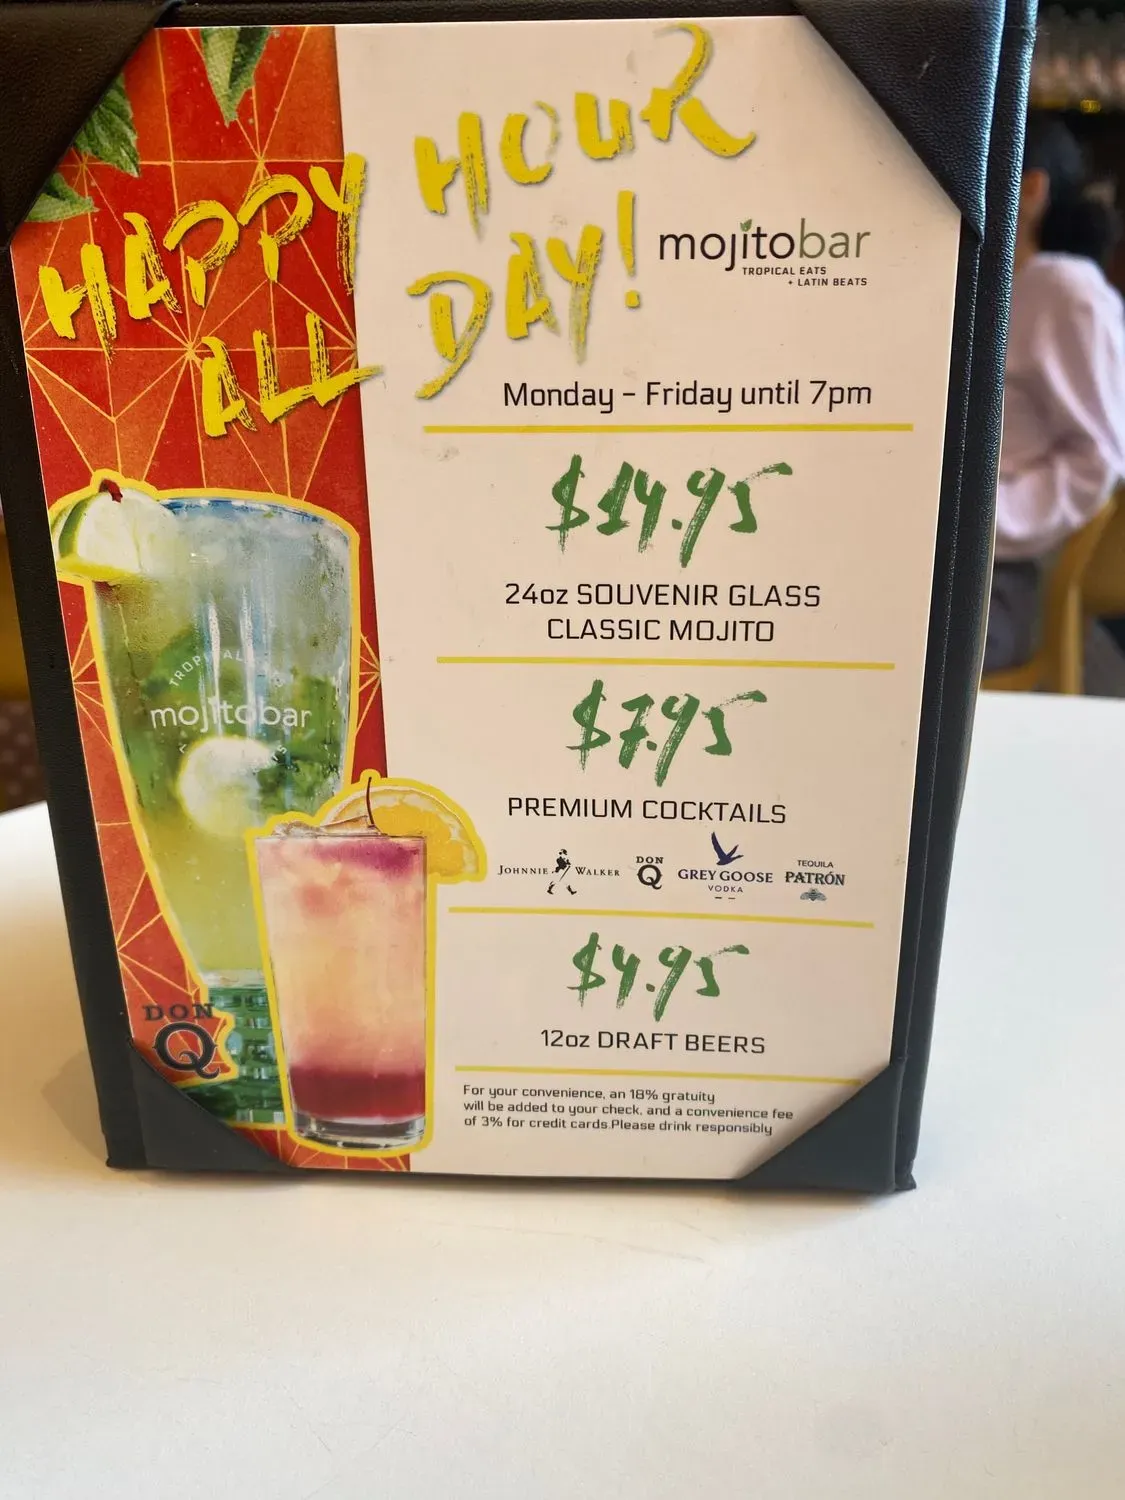 HAPPY HOUR
ALL DAY!
mojitobar
TROPICAL EATS
+ LATIN BEATS
Monday - Friday until 7pm
$14.95
24oz SOUVENIR GLASS
CLASSIC MOJITO
$7.95
PREMIUM COCKTAILS
JOHNNIE WALKER
DON
Q
GREY GOOSE
VODKA
TEQUILA
PATRÓN
$4.95
12oz DRAFT BEERS
For your convenience, an 18% gratuity
will be added to your check, and a convenience fee
of 3% for credit cards.Please drink responsibly
TROPICAL
mojitobar
DON
Q